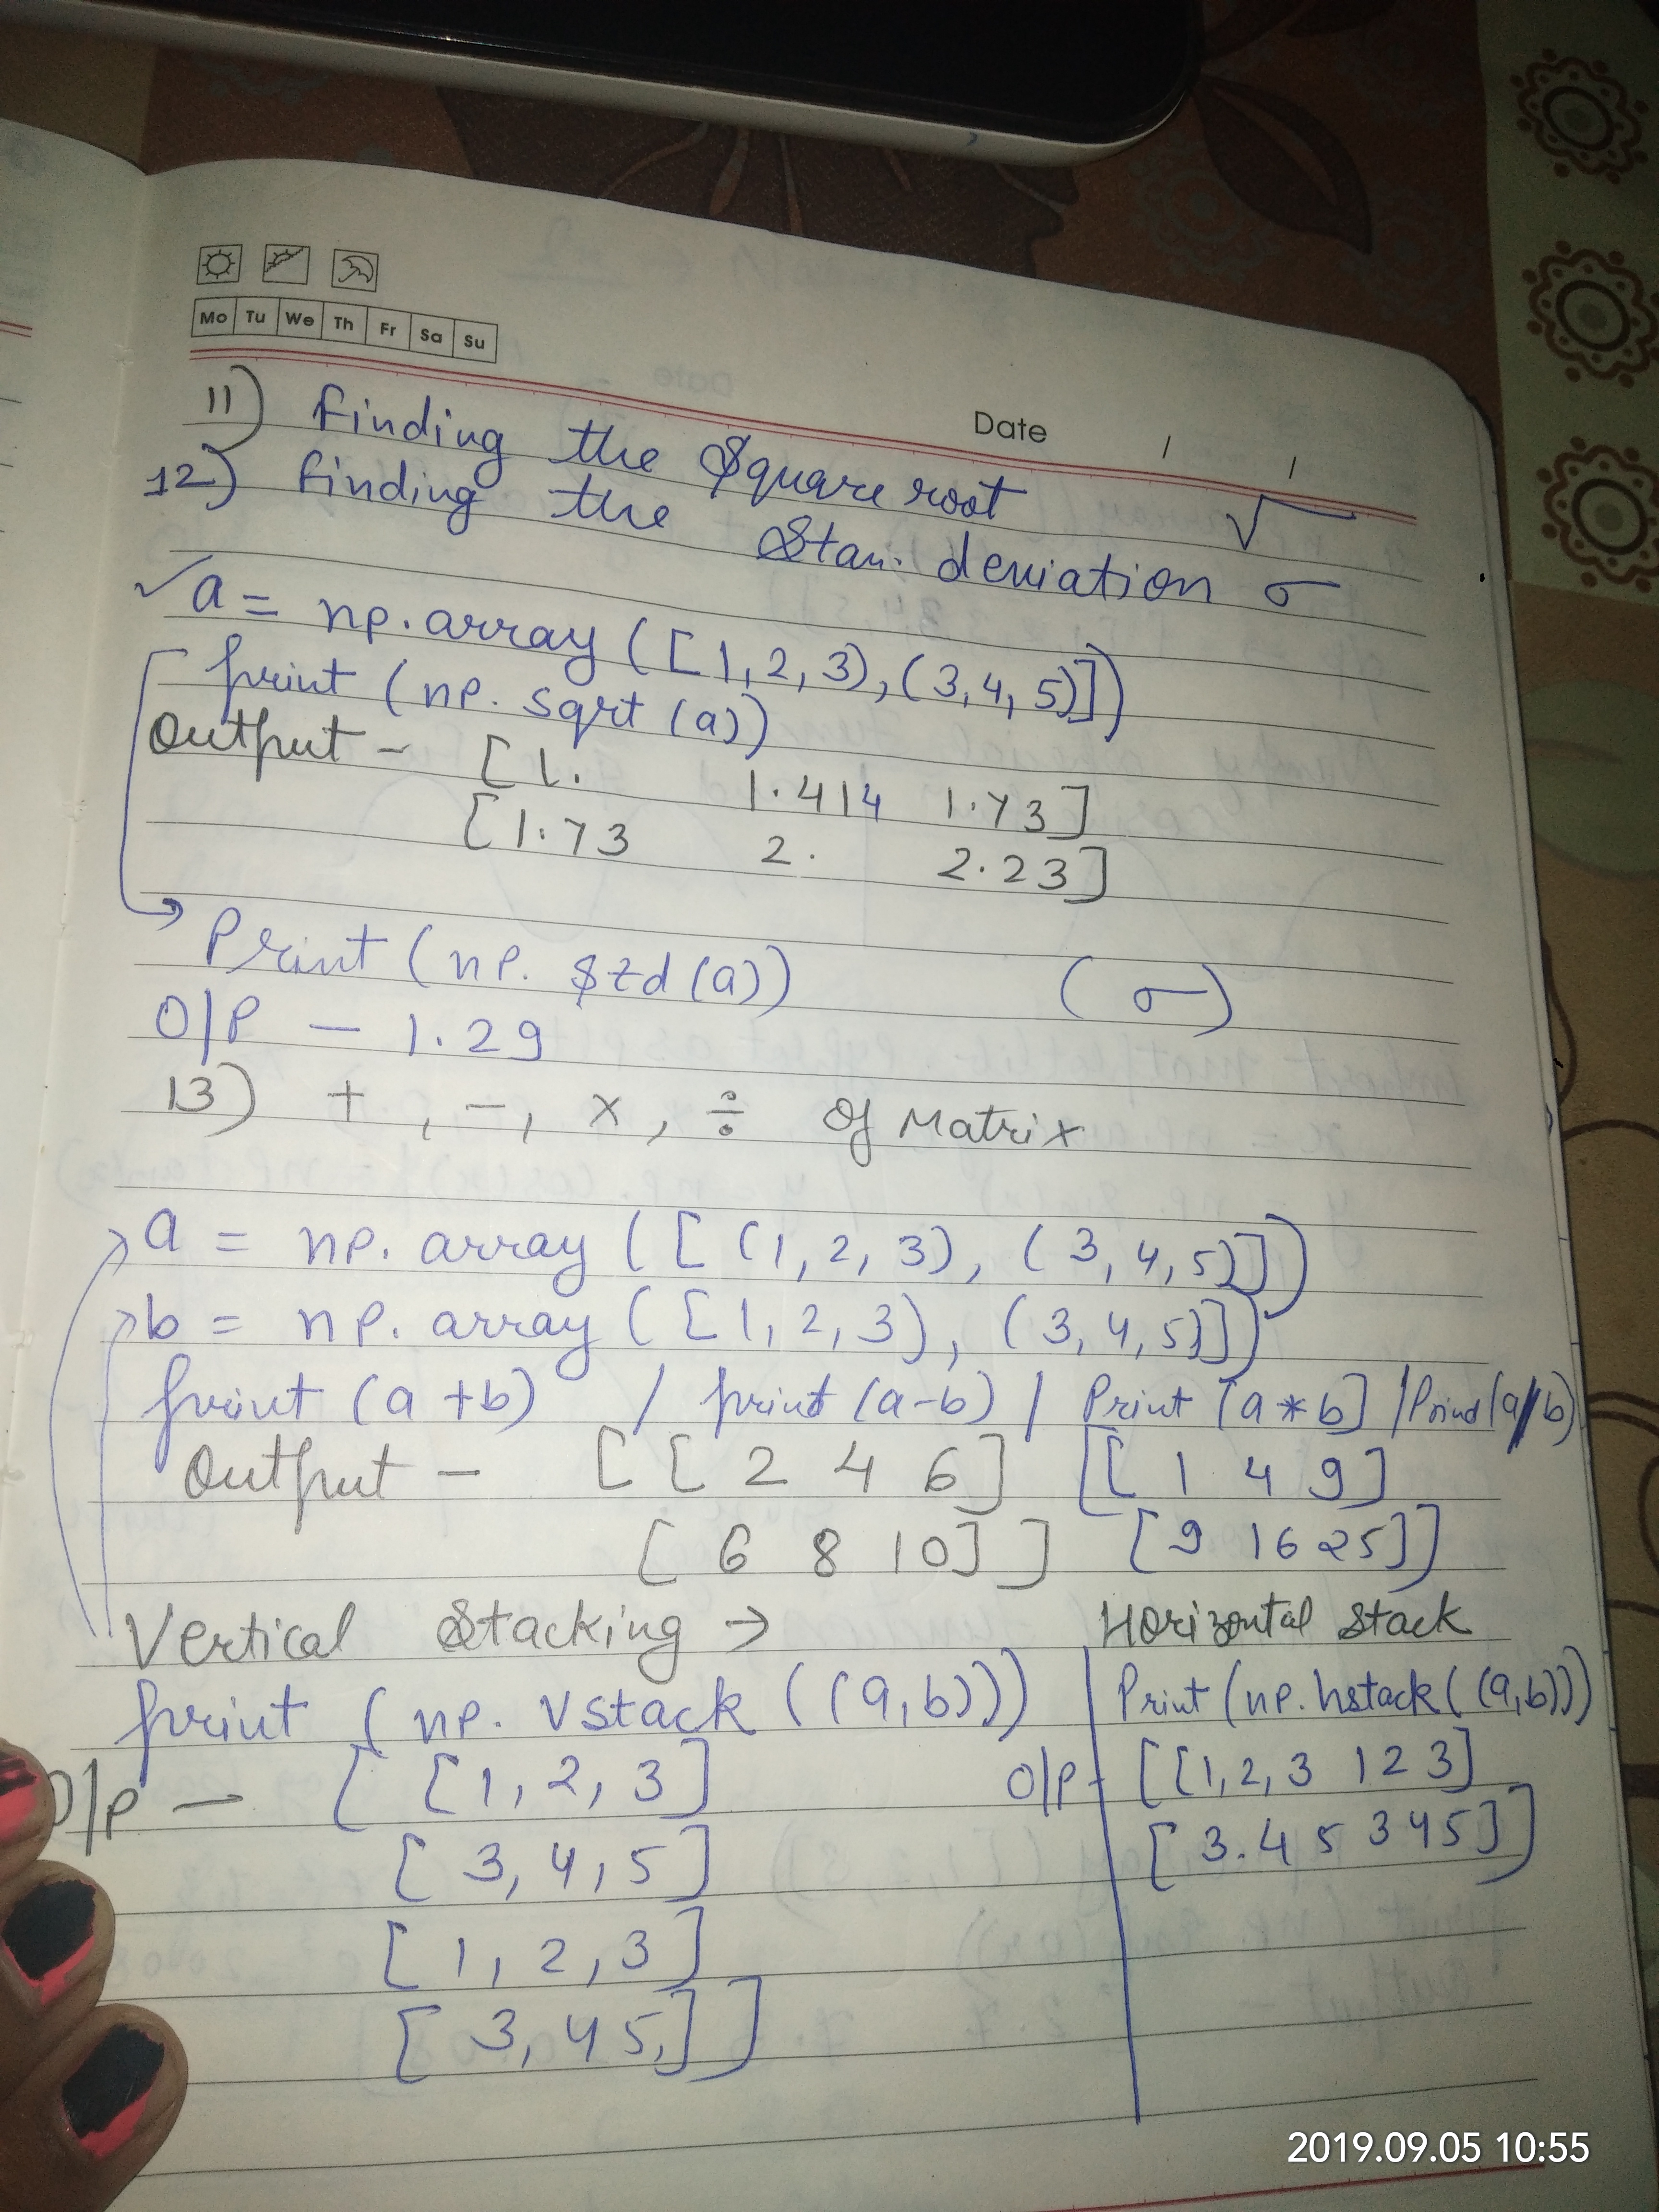 Mo Tu We Th Fr Sa Su
Date / /
11) Finding the Square root √
12) Finding the Stan. deviation σ
✓ a = np.array ([1,2,3),(3,4,5)])
print (np. sqrt (a))
Output - [1. 1.414 1.73]
[1.73 2. 2.23]
Print (np. std (a)) (σ)
O/P - 1.29
13) +, -, ×, ÷ Of Matrix
a = np. array ([(1,2,3), (3,4,5)])
b = np. array ([1,2,3), (3,4,5)])
print (a+b) / print (a-b) / Print [a*b] / Prind (a/b)
Output - [[2 4 6] [[1 4 9]
[6 8 10]] [9 16 25]]
Vertical Stacking →
print (np. Vstack ((a,b)))
O/P - [[1,2,3]
[3,4,5]
[1,2,3]
[3,4 5,]]
Horizontal Stack
Print (np.hstack((a,b)))
O/P - [[1,2,3 1 2 3]
[3.4 5 3 4 5]]
2019.09.05 10:55